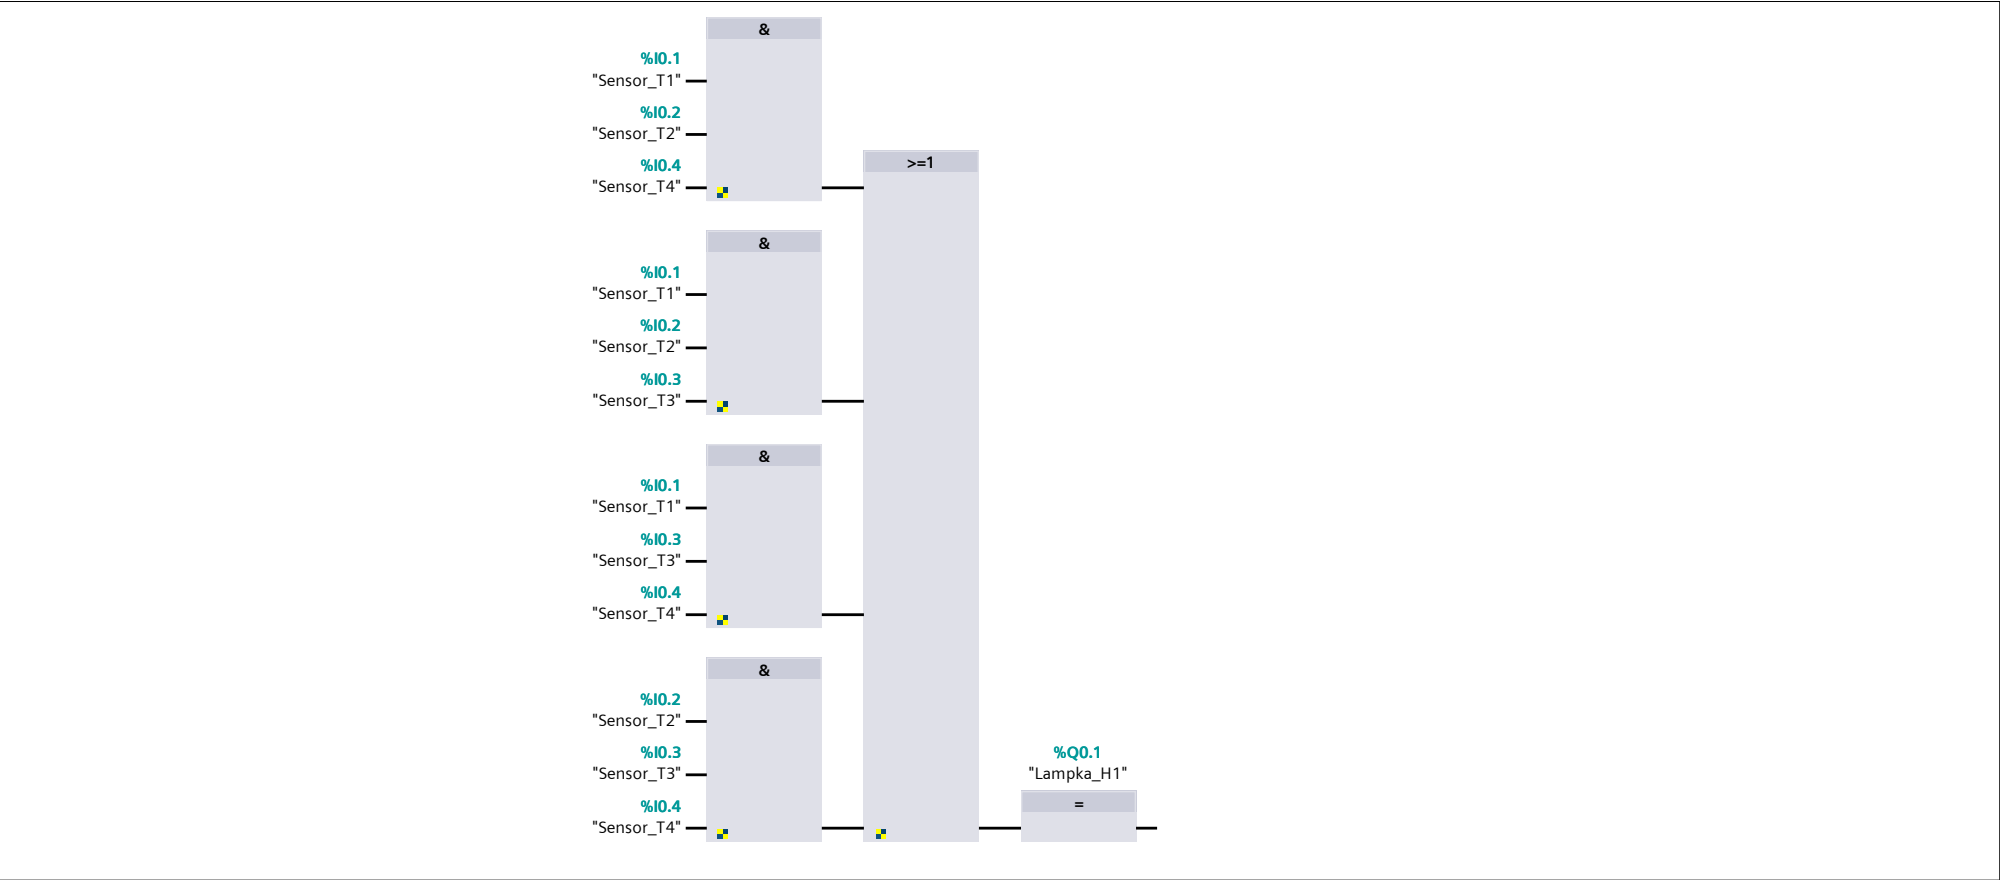 &
%I0.1
"Sensor_T1"
%I0.2
"Sensor_T2"
%I0.4
"Sensor_T4"
>=1
&
%I0.1
"Sensor_T1"
%I0.2
"Sensor_T2"
%I0.3
"Sensor_T3"
&
%I0.1
"Sensor_T1"
%I0.3
"Sensor_T3"
%I0.4
"Sensor_T4"
&
%I0.2
"Sensor_T2"
%I0.3
"Sensor_T3"
%I0.4
"Sensor_T4"
%Q0.1
"Lampka_H1"
=